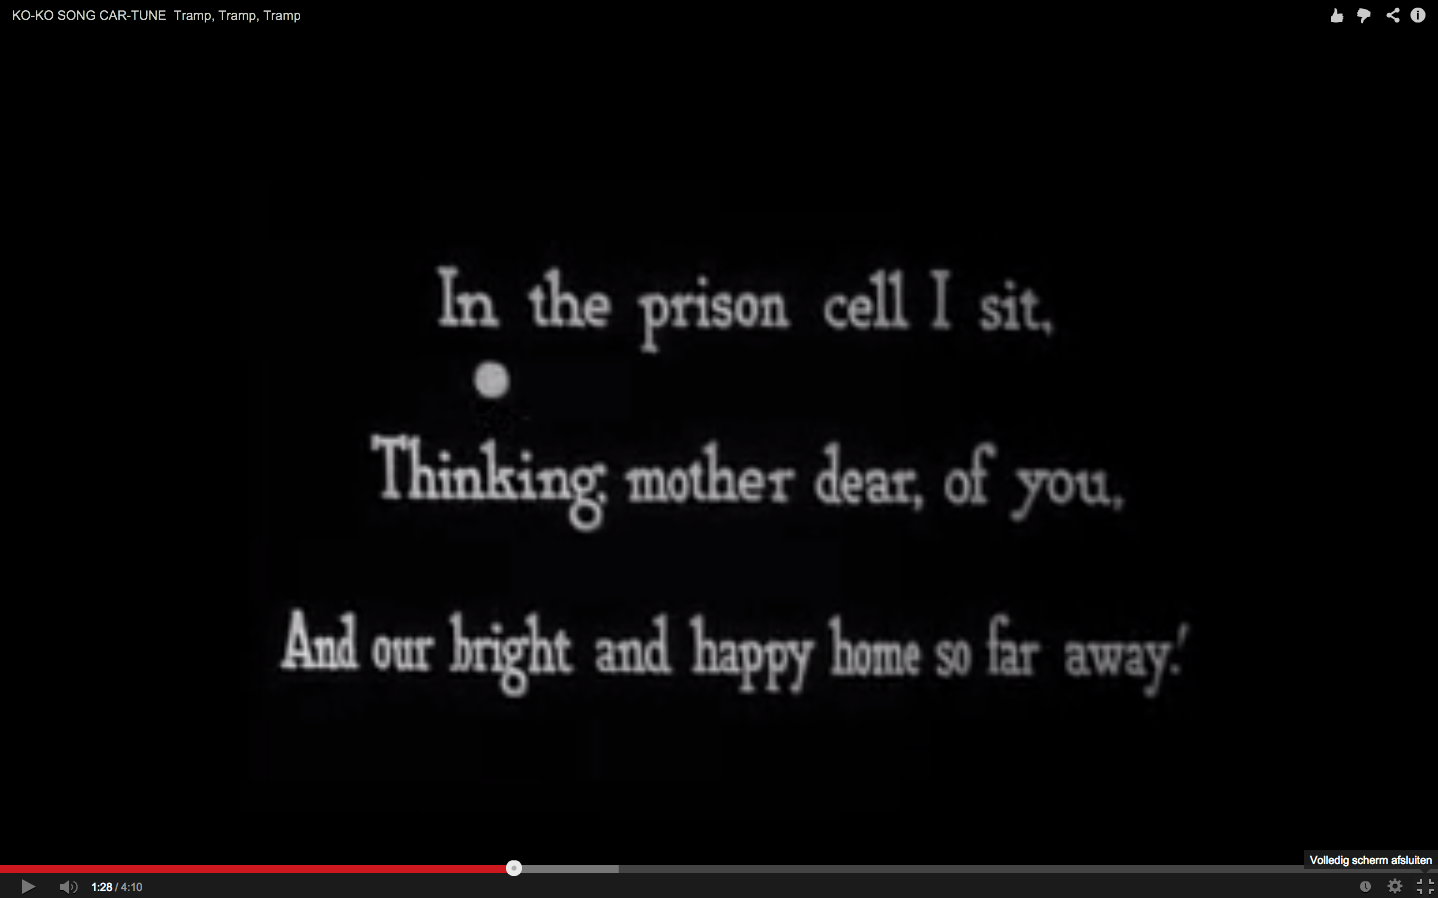 KO-KO SONG CAR-TUNE Tramp, Tramp, Tramp
In the prison cell I sit,
Thinking, mother dear, of you,
And our bright and happy home so far away!
Volledig scherm afsluiten
1:28 / 4:10